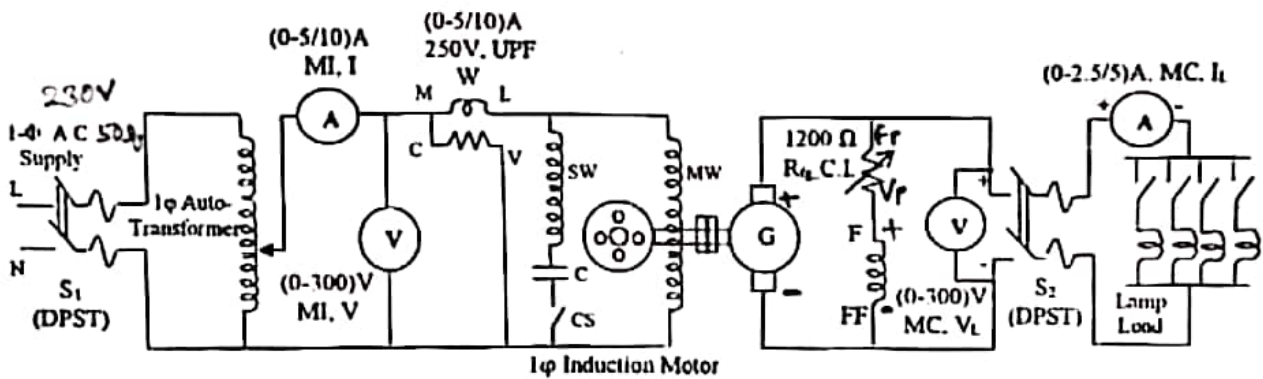 (0-5/10)A
MI, I
A
(0-5/10)A
250V, UPF
W
M
L
C
V
230V
1-ϕ AC 50Hz
Supply
L
N
S₁
(DPST)
1φ Auto-
Transformer
V
(0-300)V
MI, V
SW
C
CS
MW
1φ Induction Motor
G
+
-
1200 Ω
C.L
F
+
FF
-
V
+
-
(0-300)V
MC, V_L
S₂
(DPST)
(0-2.5/5)A, MC, I_L
+
A
-
Lamp
Load